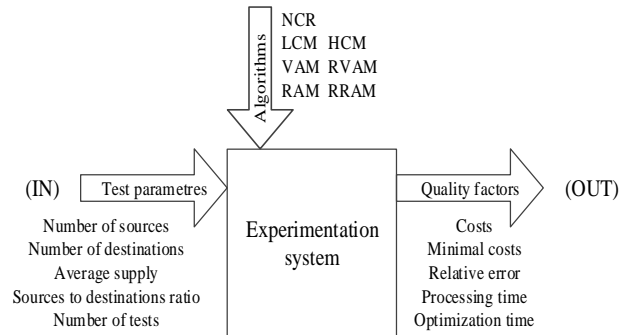 NCR
LCM HCM
VAM RVAM
RAM RRAM
Algorithms
(IN)
Test parametres
Number of sources
Number of destinations
Average supply
Sources to destinations ratio
Number of tests
Experimentation
system
Quality factors
(OUT)
Costs
Minimal costs
Relative error
Processing time
Optimization time